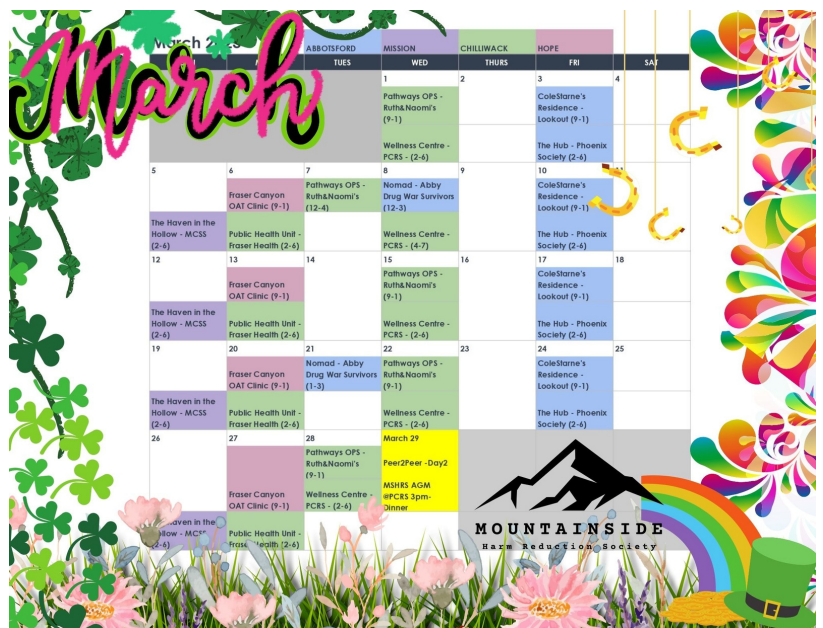 March
March 2023
ABBOTSFORD MISSION CHILLIWACK HOPE
TUES WED THURS FRI SAT
1 2 3 4
Pathways OPS -
Ruth&Naomi's
(9-1)
ColeStarne's
Residence -
Lookout (9-1)
Wellness Centre -
PCRS - (2-6)
The Hub - Phoenix
Society (2-6)
5 6 7 8 9 10 11
Fraser Canyon
OAT Clinic (9-1)
Pathways OPS -
Ruth&Naomi's
(12-4)
Nomad - Abby
Drug War Survivors
(12-3)
ColeStarne's
Residence -
Lookout (9-1)
The Haven in the
Hollow - MCSS
(2-6)
Public Health Unit -
Fraser Health (2-6)
Wellness Centre -
PCRS - (4-7)
The Hub - Phoenix
Society (2-6)
12 13 14 15 16 17 18
Fraser Canyon
OAT Clinic (9-1)
Pathways OPS -
Ruth&Naomi's
(9-1)
ColeStarne's
Residence -
Lookout (9-1)
The Haven in the
Hollow - MCSS
(2-6)
Public Health Unit -
Fraser Health (2-6)
Wellness Centre -
PCRS - (2-6)
The Hub - Phoenix
Society (2-6)
19 20 21 22 23 24 25
Fraser Canyon
OAT Clinic (9-1)
Nomad - Abby
Drug War Survivors
(1-3)
Pathways OPS -
Ruth&Naomi's
(9-1)
ColeStarne's
Residence -
Lookout (9-1)
The Haven in the
Hollow - MCSS
(2-6)
Public Health Unit -
Fraser Health (2-6)
Wellness Centre -
PCRS - (2-6)
The Hub - Phoenix
Society (2-6)
26 27 28 March 29
Fraser Canyon
OAT Clinic (9-1)
Pathways OPS -
Ruth&Naomi's
(9-1)
Wellness Centre -
PCRS - (2-6)
Peer2Peer -Day2
MSHRS AGM
@PCRS 3pm-
Dinner
Haven in the
Hollow - MCSS
(2-6)
Public Health Unit -
Fraser Health (2-6)
MOUNTAINSIDE
Harm Reduction Society